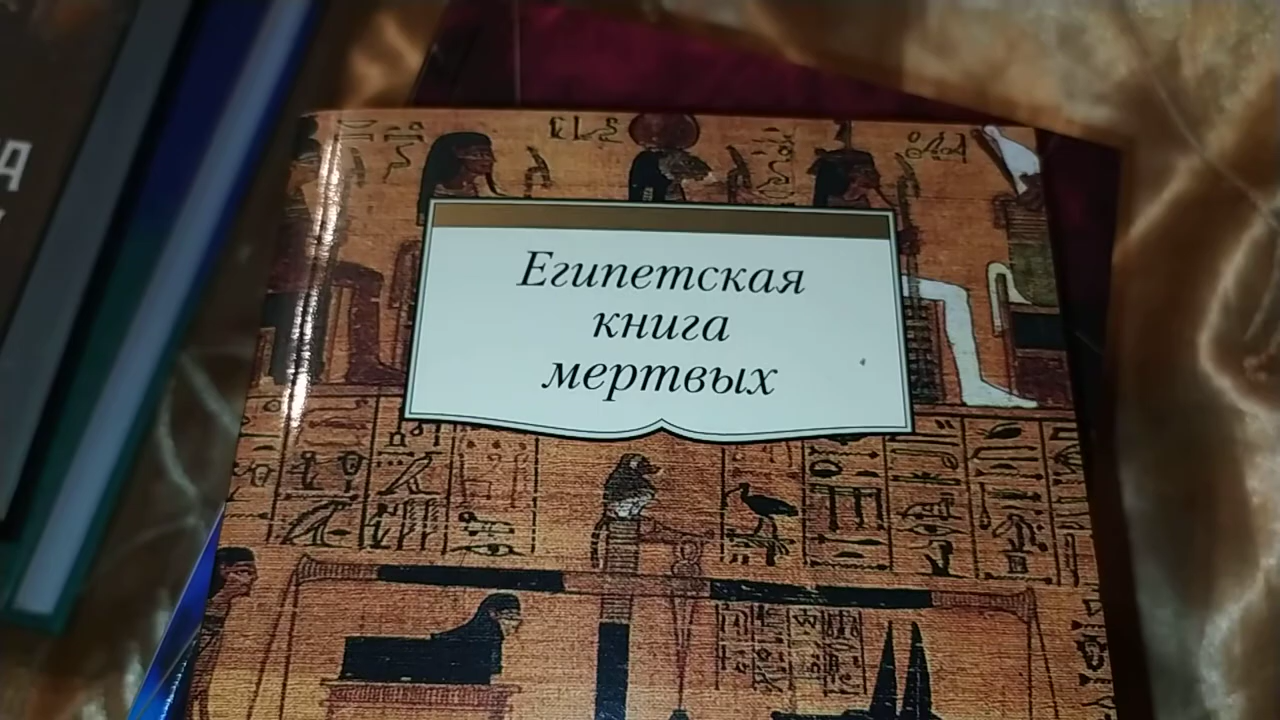 Египетская
книга
мертвых